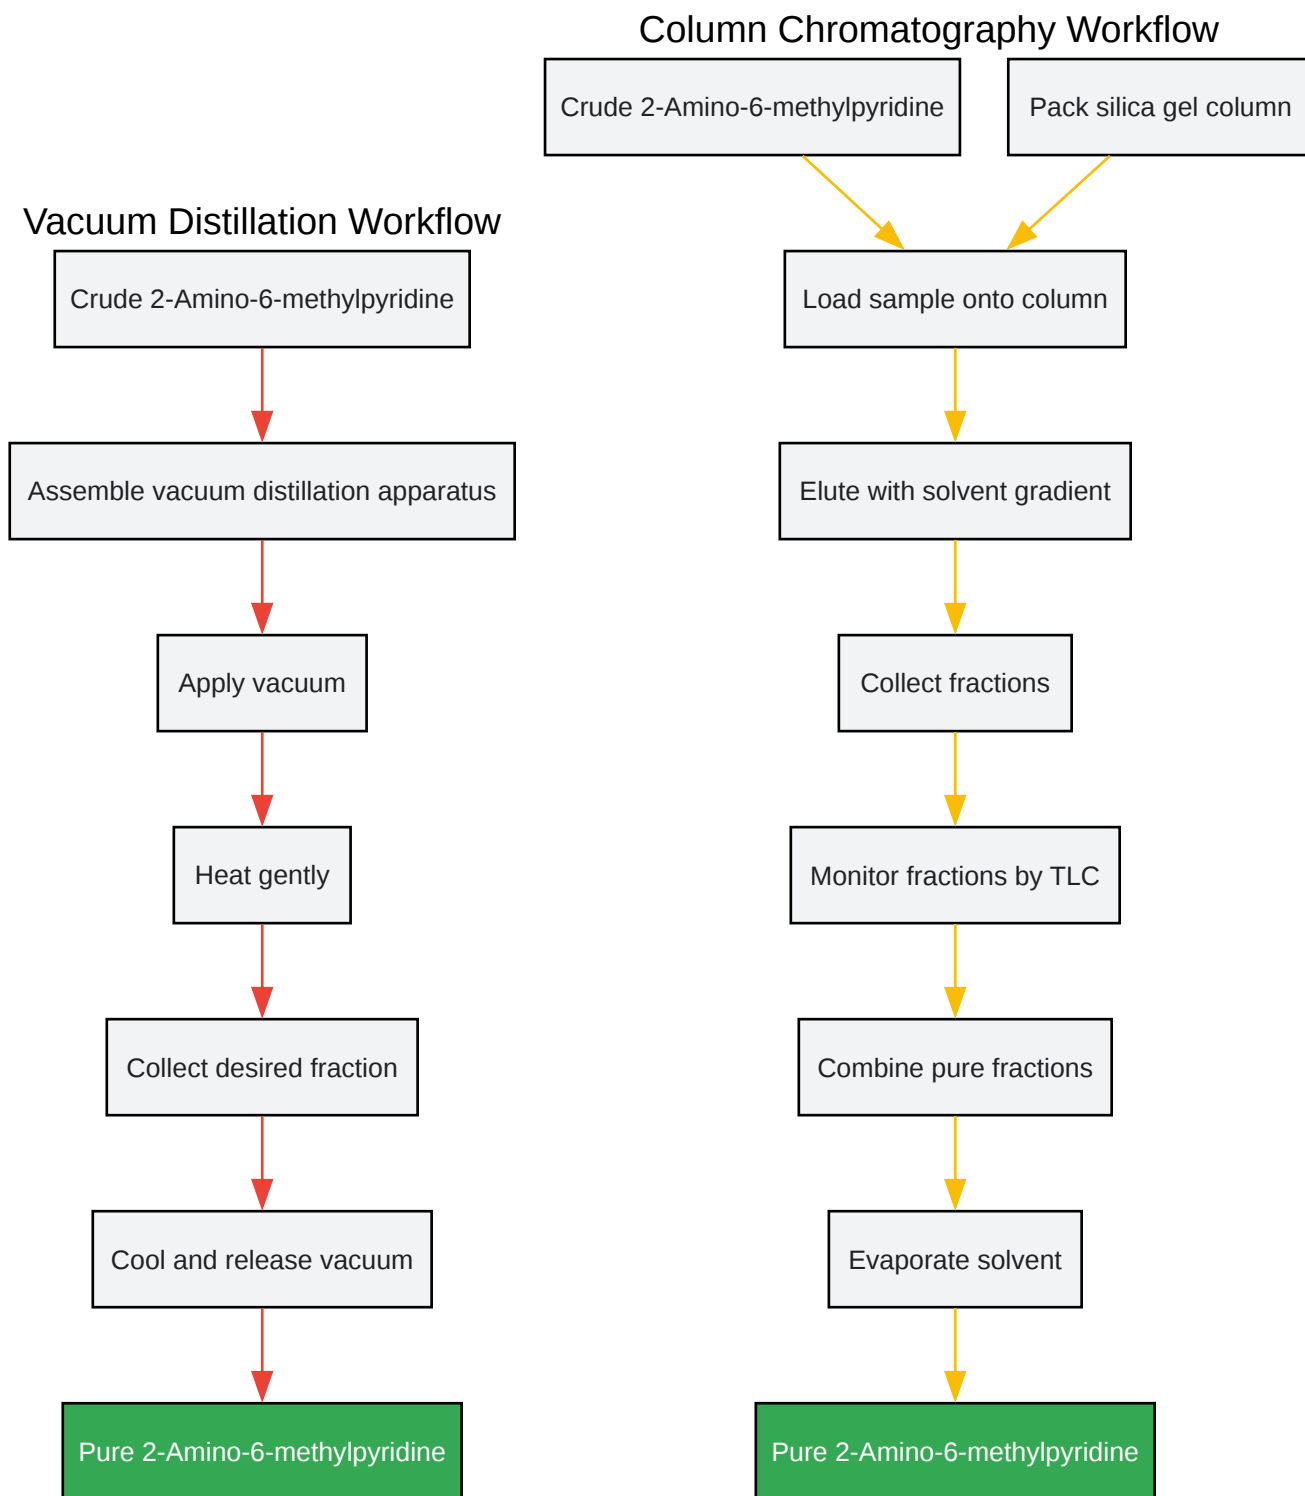 Vacuum Distillation Workflow
Crude 2-Amino-6-methylpyridine
Assemble vacuum distillation apparatus
Apply vacuum
Heat gently
Collect desired fraction
Cool and release vacuum
Pure 2-Amino-6-methylpyridine
Column Chromatography Workflow
Crude 2-Amino-6-methylpyridine
Pack silica gel column
Load sample onto column
Elute with solvent gradient
Collect fractions
Monitor fractions by TLC
Combine pure fractions
Evaporate solvent
Pure 2-Amino-6-methylpyridine